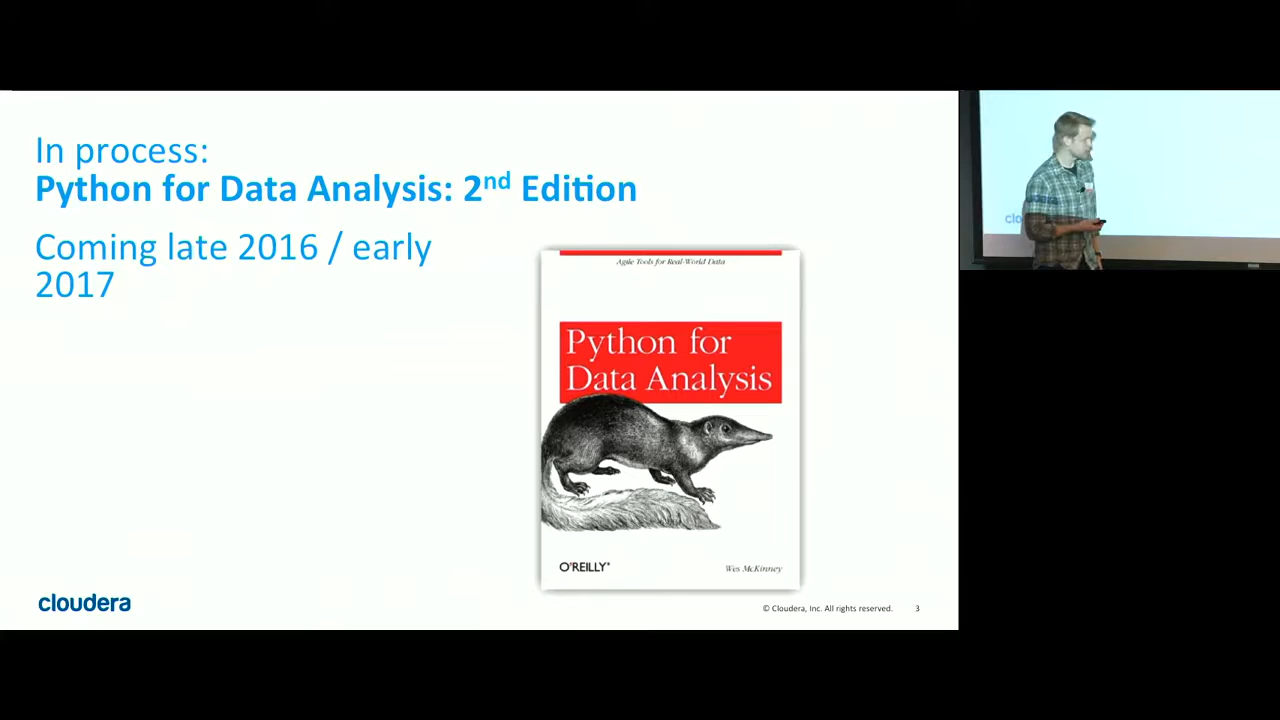 In process:
Python for Data Analysis: 2nd Edition
Coming late 2016 / early
2017
Agile Tools for Real-World Data
Python for
Data Analysis
O'REILLY®
Wes McKinney
cloudera
© Cloudera, Inc. All rights reserved.
3
clo